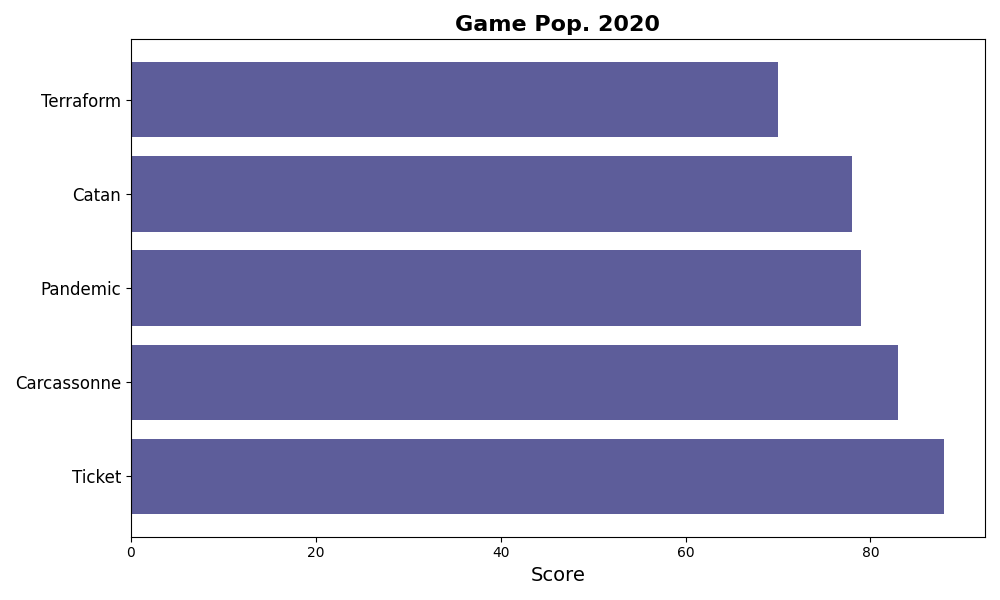 Game Pop. 2020
Terraform
Catan
Pandemic
Carcassonne
Ticket
0 20 40 60 80
Score